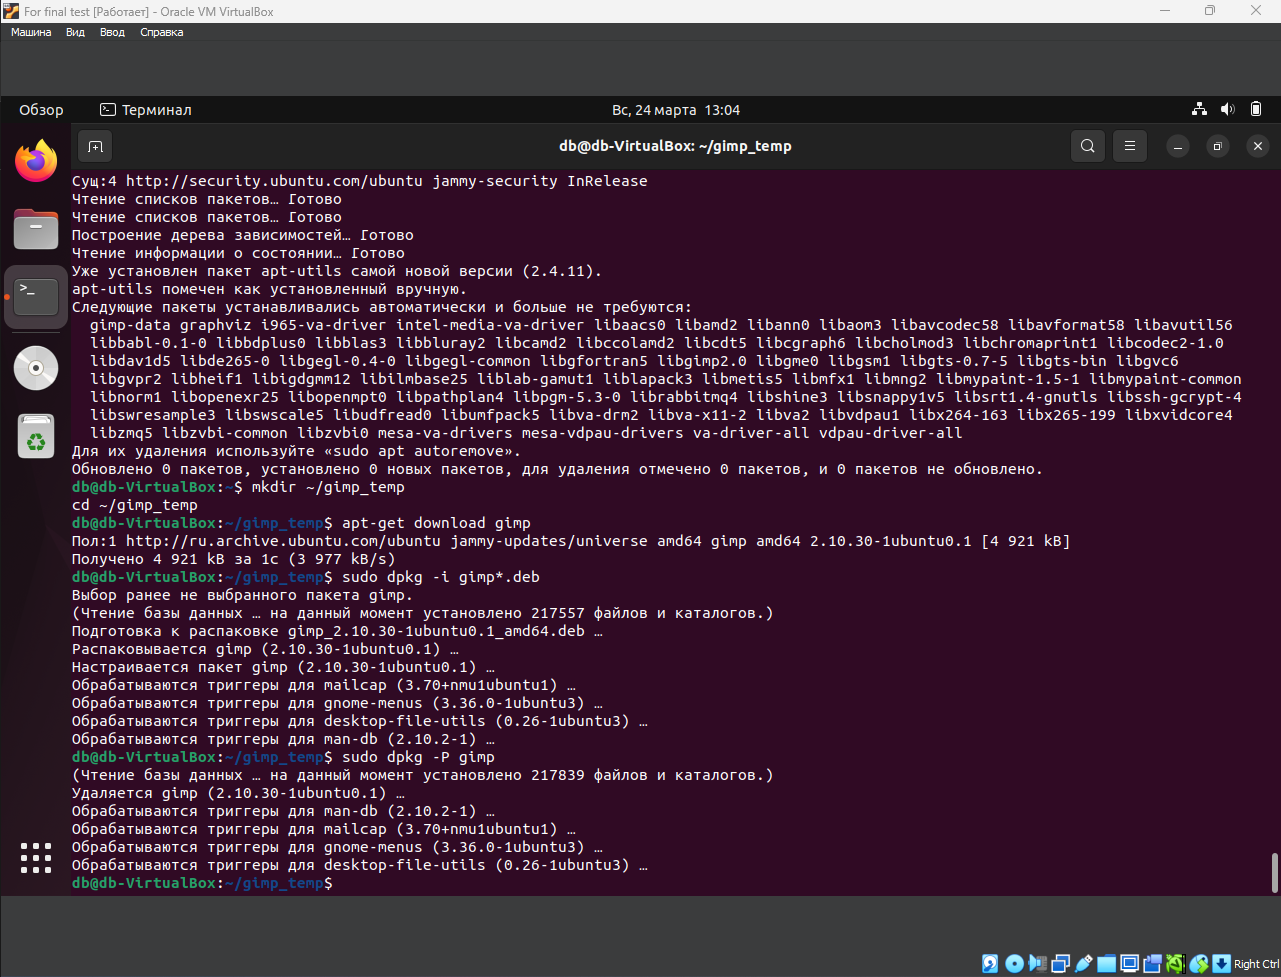 For final test [Работает] - Oracle VM VirtualBox
Машина Вид Ввод Справка
Обзор Терминал Вс, 24 марта 13:04
db@db-VirtualBox: ~/gimp_temp
Сущ:4 http://security.ubuntu.com/ubuntu jammy-security InRelease
Чтение списков пакетов… Готово
Чтение списков пакетов… Готово
Построение дерева зависимостей… Готово
Чтение информации о состоянии… Готово
Уже установлен пакет apt-utils самой новой версии (2.4.11).
apt-utils помечен как установленный вручную.
Следующие пакеты устанавливались автоматически и больше не требуются:
gimp-data graphviz i965-va-driver intel-media-va-driver libaacs0 libamd2 libann0 libaom3 libavcodec58 libavformat58 libavutil56
libbabl-0.1-0 libbdplus0 libblas3 libbluray2 libcamd2 libccolamd2 libcdt5 libcgraph6 libcholmod3 libchromaprint1 libcodec2-1.0
libdav1d5 libde265-0 libgegl-0.4-0 libgegl-common libgfortran5 libgimp2.0 libgme0 libgsm1 libgts-0.7-5 libgts-bin libgvc6
libgvpr2 libheif1 libigdgmm12 libilmbase25 liblab-gamut1 liblapack3 libmetis5 libmfx1 libmng2 libmypaint-1.5-1 libmypaint-common
libnorm1 libopenexr25 libopenmpt0 libpathplan4 libpgm-5.3-0 librabbitmq4 libshine3 libsnappy1v5 libsrt1.4-gnutls libssh-gcrypt-4
libswresample3 libswscale5 libudfread0 libumfpack5 libva-drm2 libva-x11-2 libva2 libvdpau1 libx264-163 libx265-199 libxvidcore4
libzmq5 libzvbi-common libzvbi0 mesa-va-drivers mesa-vdpau-drivers va-driver-all vdpau-driver-all
Для их удаления используйте «sudo apt autoremove».
Обновлено 0 пакетов, установлено 0 новых пакетов, для удаления отмечено 0 пакетов, и 0 пакетов не обновлено.
db@db-VirtualBox:~$ mkdir ~/gimp_temp
cd ~/gimp_temp
db@db-VirtualBox:~/gimp_temp$ apt-get download gimp
Пол:1 http://ru.archive.ubuntu.com/ubuntu jammy-updates/universe amd64 gimp amd64 2.10.30-1ubuntu0.1 [4 921 kB]
Получено 4 921 kB за 1с (3 977 kB/s)
db@db-VirtualBox:~/gimp_temp$ sudo dpkg -i gimp*.deb
Выбор ранее не выбранного пакета gimp.
(Чтение базы данных … на данный момент установлено 217557 файлов и каталогов.)
Подготовка к распаковке gimp_2.10.30-1ubuntu0.1_amd64.deb …
Распаковывается gimp (2.10.30-1ubuntu0.1) …
Настраивается пакет gimp (2.10.30-1ubuntu0.1) …
Обрабатываются триггеры для mailcap (3.70+nmu1ubuntu1) …
Обрабатываются триггеры для gnome-menus (3.36.0-1ubuntu3) …
Обрабатываются триггеры для desktop-file-utils (0.26-1ubuntu3) …
Обрабатываются триггеры для man-db (2.10.2-1) …
db@db-VirtualBox:~/gimp_temp$ sudo dpkg -P gimp
(Чтение базы данных … на данный момент установлено 217839 файлов и каталогов.)
Удаляется gimp (2.10.30-1ubuntu0.1) …
Обрабатываются триггеры для man-db (2.10.2-1) …
Обрабатываются триггеры для mailcap (3.70+nmu1ubuntu1) …
Обрабатываются триггеры для gnome-menus (3.36.0-1ubuntu3) …
Обрабатываются триггеры для desktop-file-utils (0.26-1ubuntu3) …
db@db-VirtualBox:~/gimp_temp$
Right Ctrl